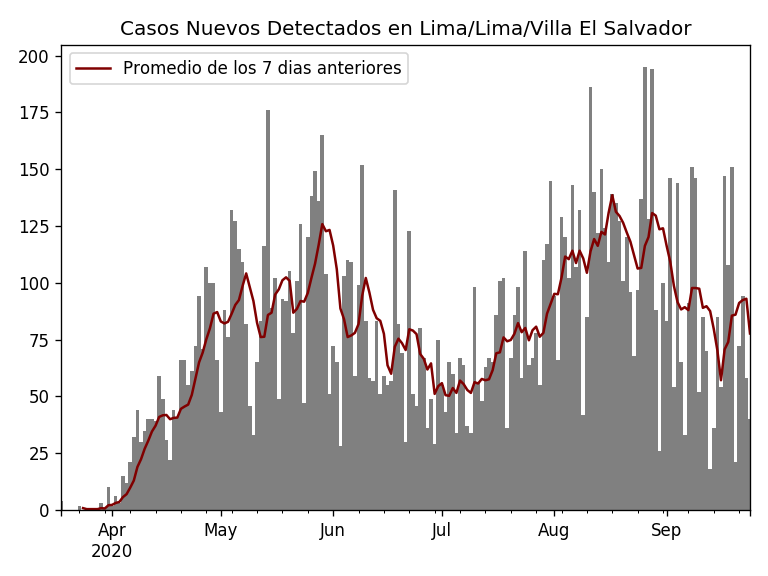 Casos Nuevos Detectados en Lima/Lima/Villa El Salvador
Promedio de los 7 dias anteriores
200
175
150
125
100
75
50
25
0
Apr
May
Jun
Jul
Aug
Sep
2020